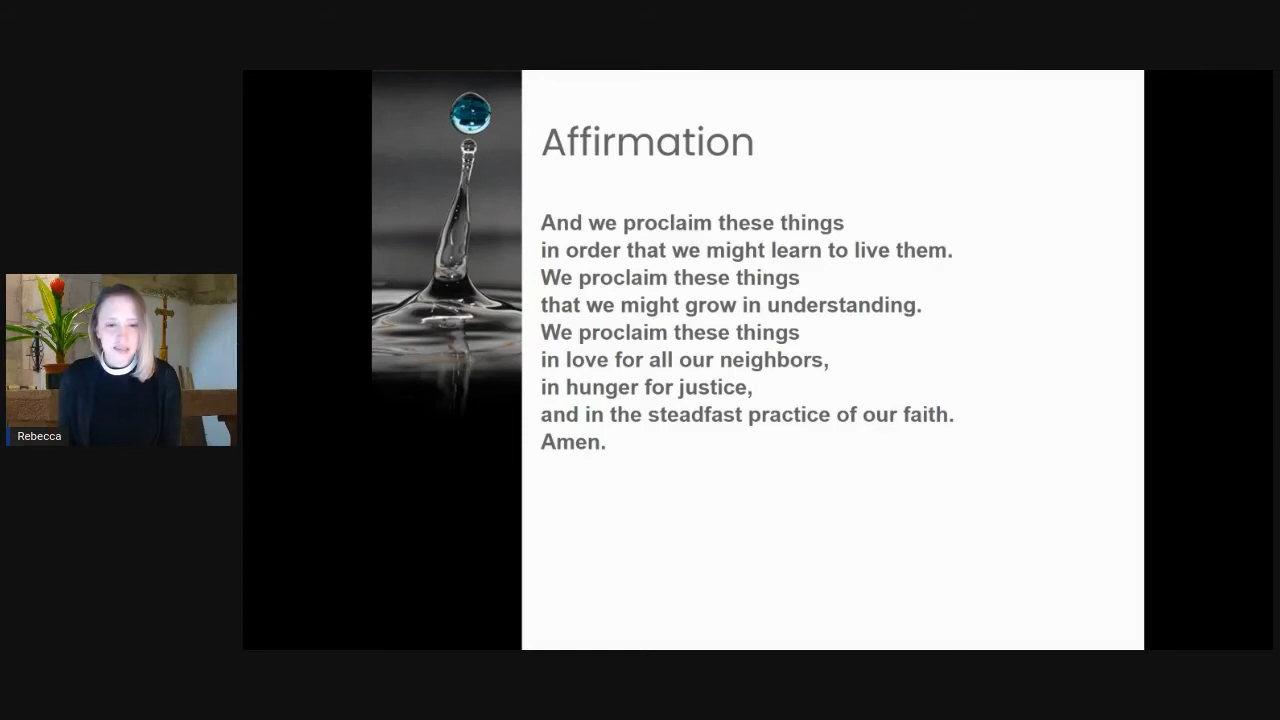 Affirmation
And we proclaim these things
in order that we might learn to live them.
We proclaim these things
that we might grow in understanding.
We proclaim these things
in love for all our neighbors,
in hunger for justice,
and in the steadfast practice of our faith.
Amen.
Rebecca